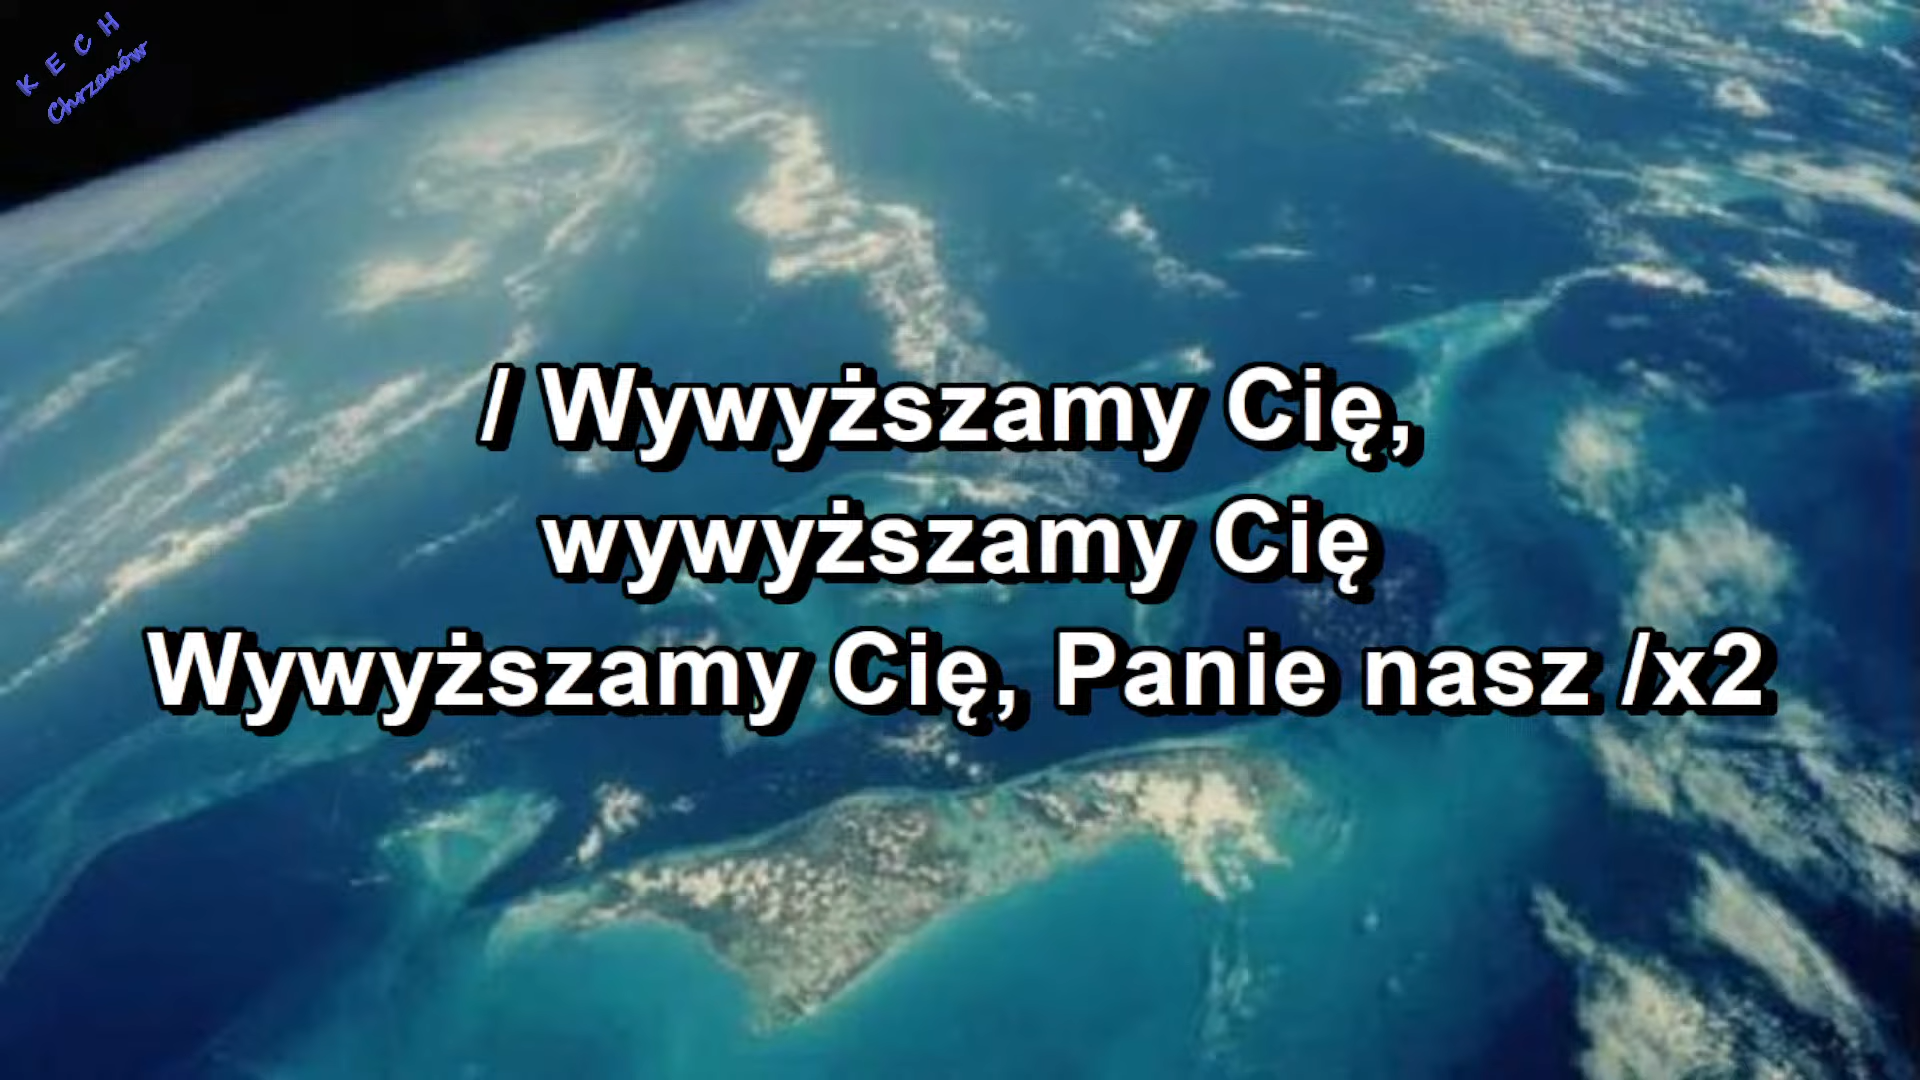 K E C H
Chrzanów
/ Wywyższamy Cię,
wywyższamy Cię
Wywyższamy Cię, Panie nasz /x2